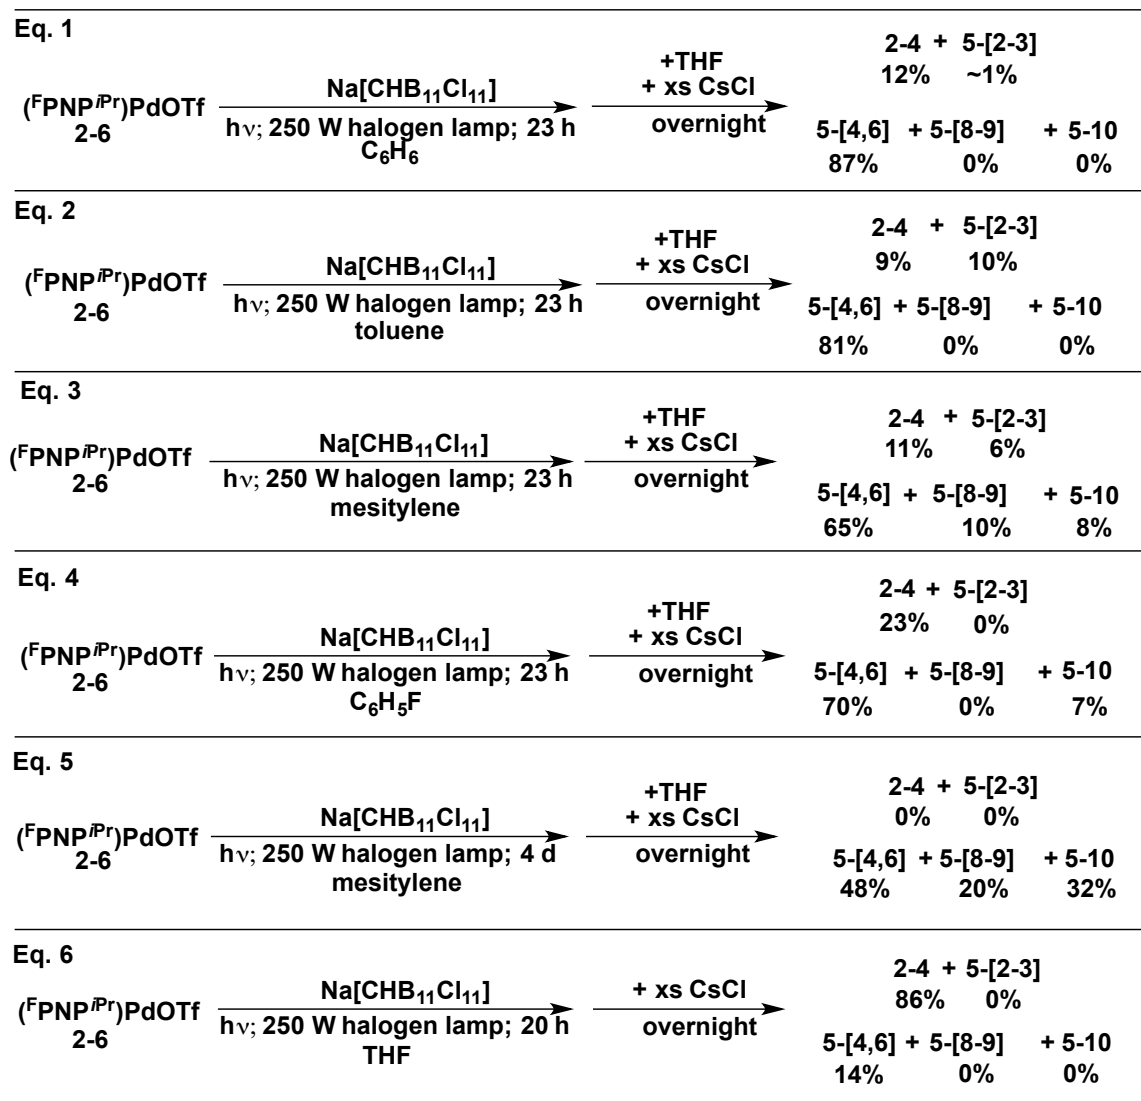 Eq. 1
(ᶠPNPⁱᴾʳ)PdOTf
2-6
Na[CHB₁₁Cl₁₁]
hν; 250 W halogen lamp; 23 h
C₆H₆
+THF
+ xs CsCl
overnight
2-4 + 5-[2-3]
12% ~1%
5-[4,6] + 5-[8-9] + 5-10
87% 0% 0%
Eq. 2
(ᶠPNPⁱᴾʳ)PdOTf
2-6
Na[CHB₁₁Cl₁₁]
hν; 250 W halogen lamp; 23 h
toluene
+THF
+ xs CsCl
overnight
2-4 + 5-[2-3]
9% 10%
5-[4,6] + 5-[8-9] + 5-10
81% 0% 0%
Eq. 3
(ᶠPNPⁱᴾʳ)PdOTf
2-6
Na[CHB₁₁Cl₁₁]
hν; 250 W halogen lamp; 23 h
mesitylene
+THF
+ xs CsCl
overnight
2-4 + 5-[2-3]
11% 6%
5-[4,6] + 5-[8-9] + 5-10
65% 10% 8%
Eq. 4
(ᶠPNPⁱᴾʳ)PdOTf
2-6
Na[CHB₁₁Cl₁₁]
hν; 250 W halogen lamp; 23 h
C₆H₅F
+THF
+ xs CsCl
overnight
2-4 + 5-[2-3]
23% 0%
5-[4,6] + 5-[8-9] + 5-10
70% 0% 7%
Eq. 5
(ᶠPNPⁱᴾʳ)PdOTf
2-6
Na[CHB₁₁Cl₁₁]
hν; 250 W halogen lamp; 4 d
mesitylene
+THF
+ xs CsCl
overnight
2-4 + 5-[2-3]
0% 0%
5-[4,6] + 5-[8-9] + 5-10
48% 20% 32%
Eq. 6
(ᶠPNPⁱᴾʳ)PdOTf
2-6
Na[CHB₁₁Cl₁₁]
hν; 250 W halogen lamp; 20 h
THF
+ xs CsCl
overnight
2-4 + 5-[2-3]
86% 0%
5-[4,6] + 5-[8-9] + 5-10
14% 0% 0%